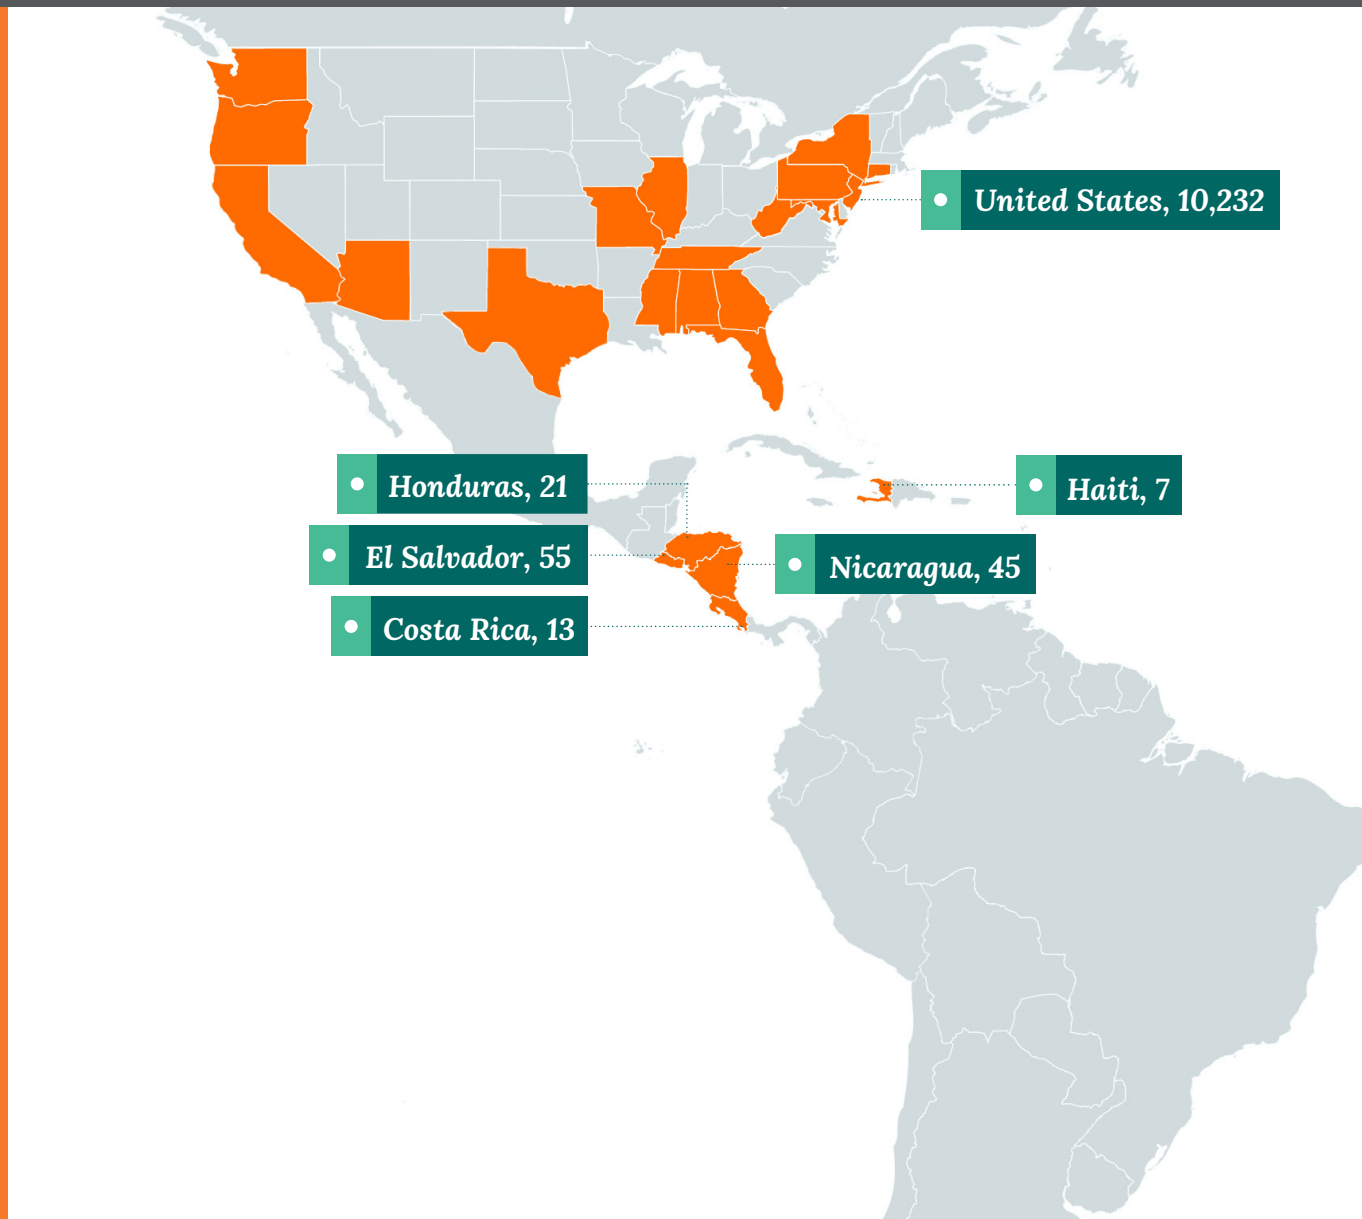 United States, 10,232
Honduras, 21
Haiti, 7
El Salvador, 55
Nicaragua, 45
Costa Rica, 13